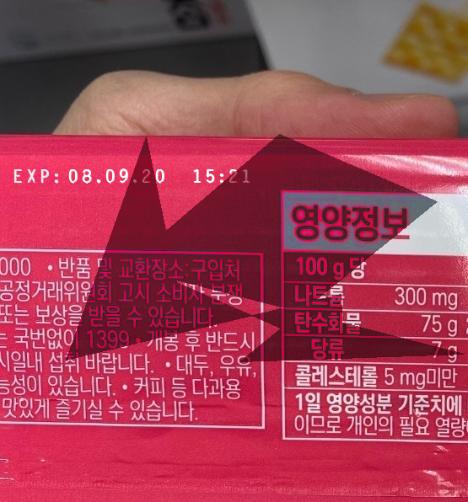 EXP: 08.09.20 15:21
000 • 반품 및 교환장소:구입처
공정거래위원회 고시 소비자 분쟁
또는 보상을 받을 수 있습니다.
는 국번없이 1399 • 개봉 후 반드시
시일내 섭취 바랍니다. • 대두, 우유,
능성이 있습니다. • 커피 등 다과용
맛있게 즐기실 수 있습니다.
영양정보
100 g 당
나트륨 300 mg
탄수화물 75 g
당류 7 g
콜레스테롤 5 mg미만
1일 영양성분 기준치에
이므로 개인의 필요 열량